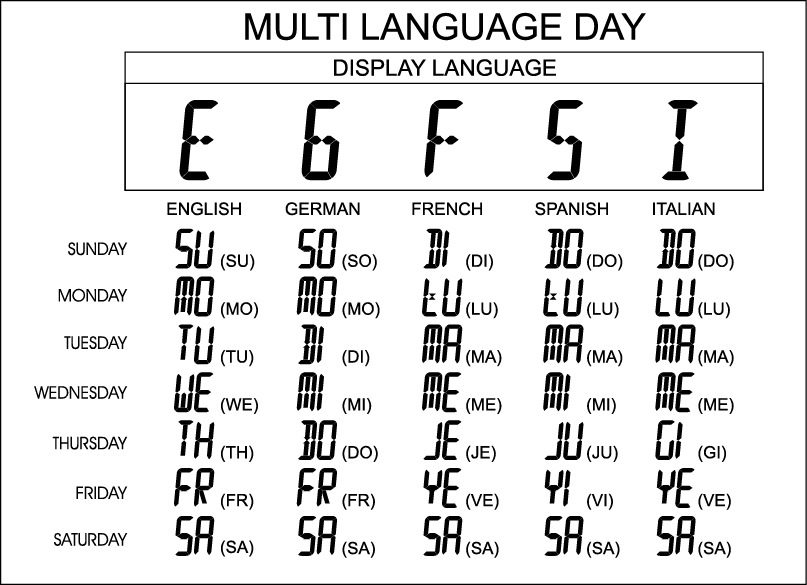 MULTI LANGUAGE DAY
DISPLAY LANGUAGE
E G F S I
ENGLISH GERMAN FRENCH SPANISH ITALIAN
SUNDAY SU (SU) SO (SO) DI (DI) DO (DO) DO (DO)
MONDAY MO (MO) MO (MO) LU (LU) LU (LU) LU (LU)
TUESDAY TU (TU) DI (DI) MA (MA) MA (MA) MA (MA)
WEDNESDAY WE (WE) MI (MI) ME (ME) MI (MI) ME (ME)
THURSDAY TH (TH) DO (DO) JE (JE) JU (JU) GI (GI)
FRIDAY FR (FR) FR (FR) YE (VE) YI (VI) YE (VE)
SATURDAY SA (SA) SA (SA) SA (SA) SA (SA) SA (SA)